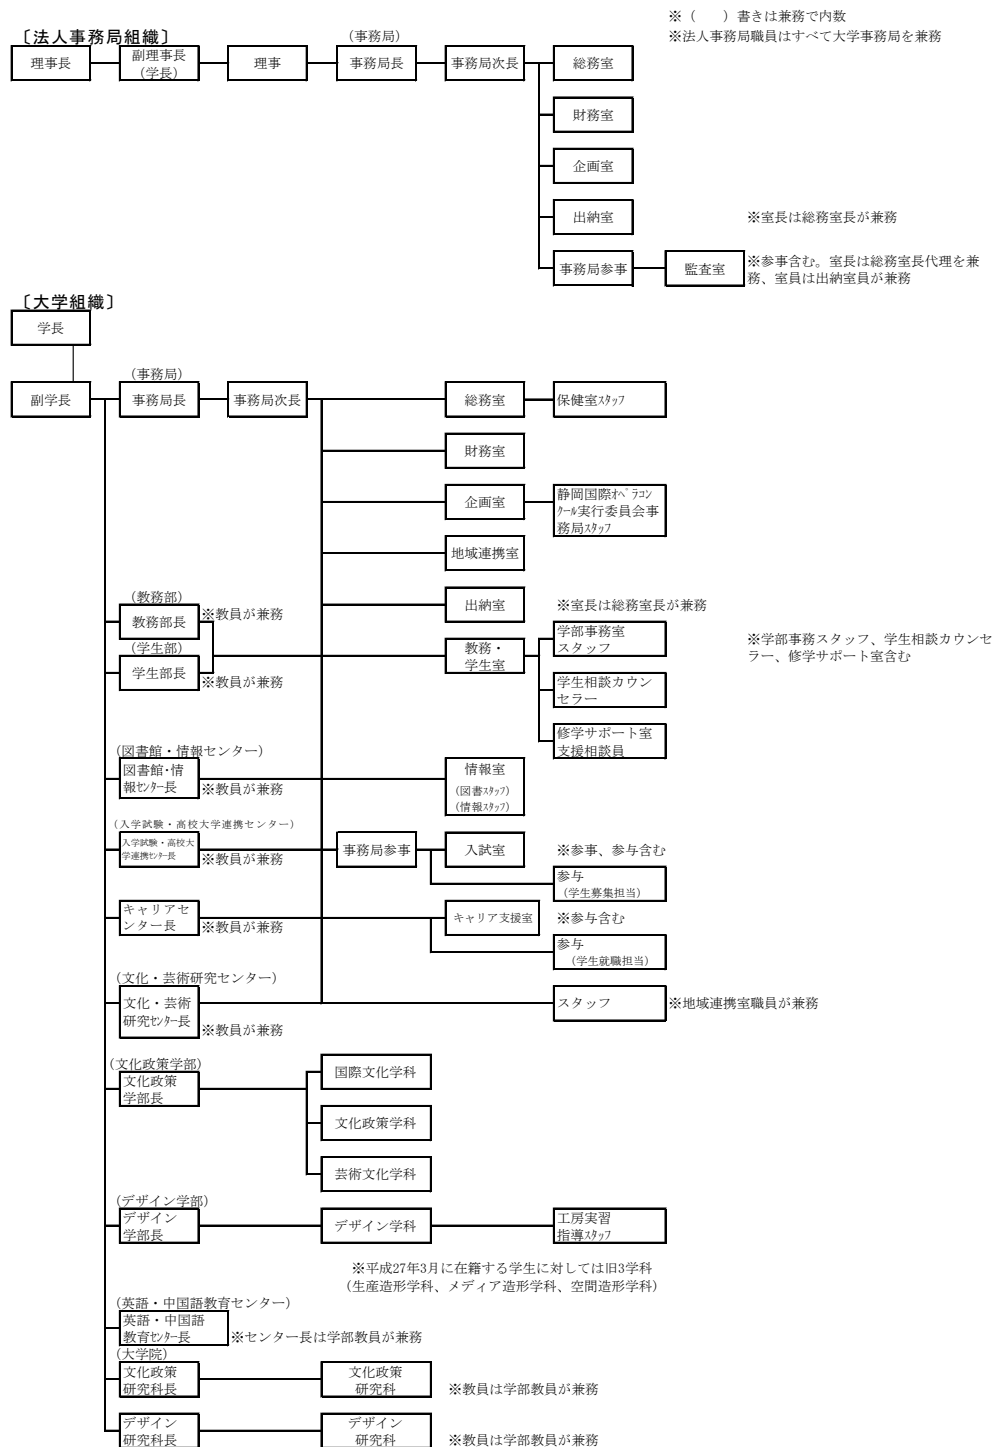 ※（　　）書きは兼務で内数
※法人事務局職員はすべて大学事務局を兼務
〔法人事務局組織〕
(事務局)
理事長
副理事長
(学長)
理事
事務局長
事務局次長
総務室
財務室
企画室
出納室
※室長は総務室長が兼務
事務局参事
監査室
※参事含む。室長は総務室長代理を兼
務、室員は出納室員が兼務
〔大学組織〕
学長
(事務局)
副学長
事務局長
事務局次長
総務室
保健室ｽﾀｯﾌ
財務室
企画室
静岡国際ｵﾍﾟﾗｺﾝ
ｸｰﾙ実行委員会事
務局ｽﾀｯﾌ
地域連携室
出納室
※室長は総務室長が兼務
(教務部)
教務部長
※教員が兼務
(学生部)
学生部長
※教員が兼務
教務・
学生室
学部事務室
スタッフ
※学部事務スタッフ、学生相談カウンセ
ラー、修学サポート室含む
学生相談カウン
セラー
修学サポート室
支援相談員
(図書館・情報センター)
図書館･情
報ｾﾝﾀｰ長
※教員が兼務
情報室
(図書ｽﾀｯﾌ)
(情報ｽﾀｯﾌ)
(入学試験・高校大学連携センター)
入学試験・高校大
学連携ｾﾝﾀｰ長
※教員が兼務
事務局参事
入試室
※参事、参与含む
参与
(学生募集担当)
キャリアセ
ンター長
※教員が兼務
キャリア支援室
※参与含む
参与
(学生就職担当)
(文化・芸術研究センター)
文化・芸術
研究ｾﾝﾀｰ長
※教員が兼務
スタッフ
※地域連携室職員が兼務
(文化政策学部)
文化政策
学部長
国際文化学科
文化政策学科
芸術文化学科
(デザイン学部)
デザイン
学部長
デザイン学科
工房実習
指導ｽﾀｯﾌ
※平成27年3月に在籍する学生に対しては旧3学科
(生産造形学科、メディア造形学科、空間造形学科)
(英語・中国語教育センター)
英語・中国語
教育ｾﾝﾀｰ長
※センター長は学部教員が兼務
(大学院)
文化政策
研究科長
文化政策
研究科
※教員は学部教員が兼務
デザイン
研究科長
デザイン
研究科
※教員は学部教員が兼務